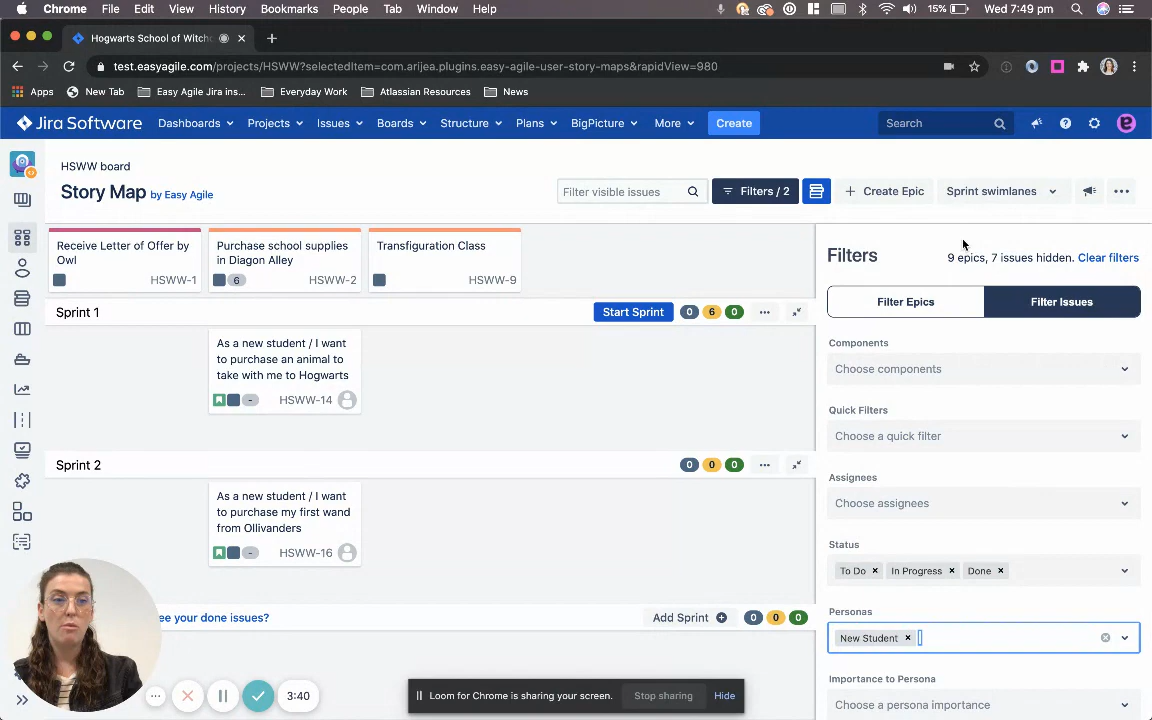 Chrome File Edit View History Bookmarks People Tab Window Help 15% Wed 7:49 pm
Hogwarts School of Witch
test.easyagile.com/projects/HSWW?selectedItem=com.arijea.plugins.easy-agile-user-story-maps&rapidView=980
Apps New Tab Easy Agile Jira ins... Everyday Work Atlassian Resources News
Jira Software Dashboards Projects Issues Boards Structure Plans BigPicture More Create Search
HSWW board
Story Map by Easy Agile
Filter visible issues Filters / 2 Create Epic Sprint swimlanes
Receive Letter of Offer by Owl
HSWW-1
Purchase school supplies in Diagon Alley
6 HSWW-2
Transfiguration Class
HSWW-9
Sprint 1 Start Sprint 0 6 0
As a new student / I want
to purchase an animal to
take with me to Hogwarts
- HSWW-14
Sprint 2 0 0 0
As a new student / I want
to purchase my first wand
from Ollivanders
- HSWW-16
ee your done issues? Add Sprint 0 0 0
Filters 9 epics, 7 issues hidden. Clear filters
Filter Epics Filter Issues
Components
Choose components
Quick Filters
Choose a quick filter
Assignees
Choose assignees
Status
To Do In Progress Done
Personas
New Student
Importance to Persona
Choose a persona importance
3:40
Loom for Chrome is sharing your screen. Stop sharing Hide